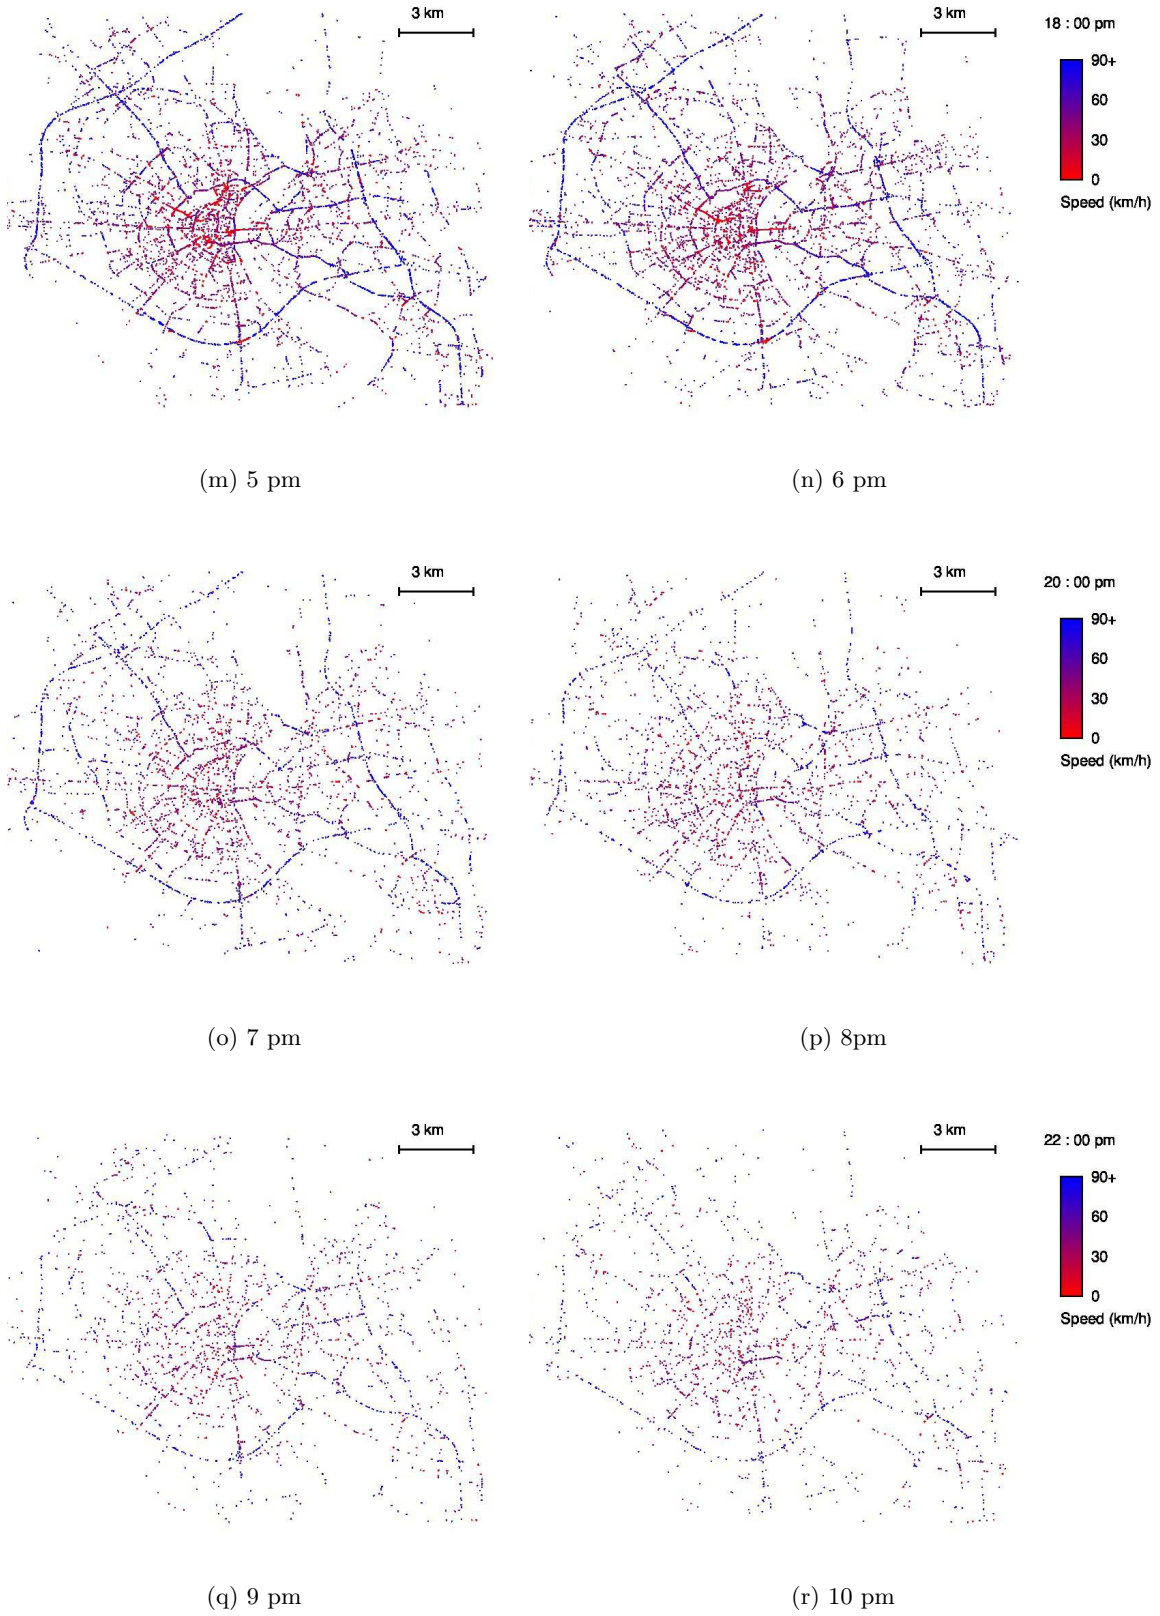 3 km
3 km
18 : 00 pm
90+
60
30
0
Speed (km/h)
(m) 5 pm
(n) 6 pm
3 km
3 km
20 : 00 pm
90+
60
30
0
Speed (km/h)
(o) 7 pm
(p) 8pm
3 km
3 km
22 : 00 pm
90+
60
30
0
Speed (km/h)
(q) 9 pm
(r) 10 pm